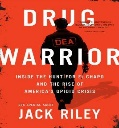 DRUG
DEA
WARRIOR
INSIDE THE HUNT FOR EL CHAPO
AND THE RISE OF
AMERICA'S OPIOID CRISIS
JACK RILEY